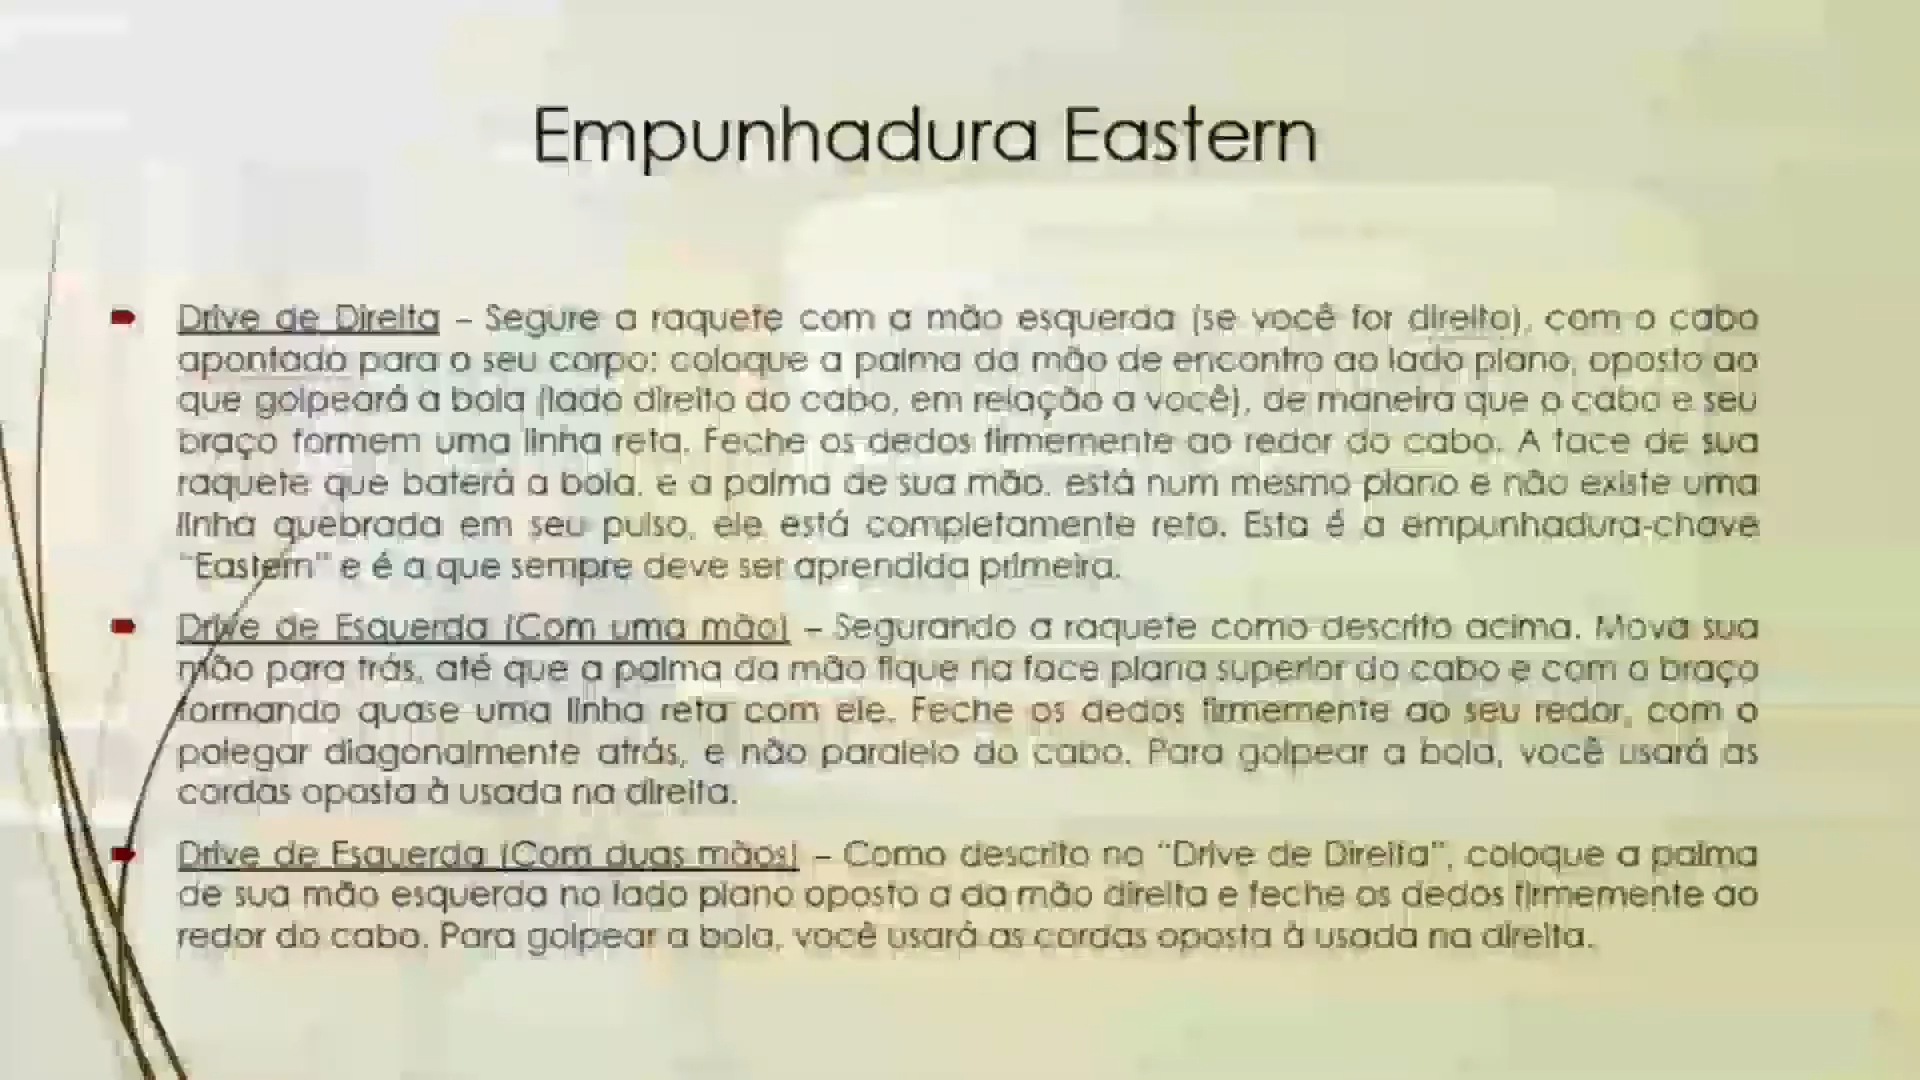 Empunhadura Eastern
Drive de Direita – Segure a raquete com a mão esquerda (se você for direito), com o cabo
apontado para o seu corpo; coloque a palma da mão de encontro ao lado plano, oposto ao
que golpeará a bola (lado direito do cabo, em relação a você), de maneira que o cabo e seu
braço formem uma linha reta. Feche os dedos firmemente ao redor do cabo. A face de sua
raquete que baterá a bola, e a palma de sua mão, está num mesmo plano e não existe uma
linha quebrada em seu pulso, ele está completamente reto. Esta é a empunhadura-chave
"Eastern" e é a que sempre deve ser aprendida primeira.
Drive de Esquerda (Com uma mão) – Segurando a raquete como descrito acima. Mova sua
mão para trás, até que a palma da mão fique na face plana superior do cabo e com o braço
formando quase uma linha reta com ele. Feche os dedos firmemente ao seu redor, com o
polegar diagonalmente atrás, e não paralelo ao cabo. Para golpear a bola, você usará as
cordas oposta à usada na direita.
Drive de Esquerda (Com duas mãos) – Como descrito no "Drive de Direita", coloque a palma
de sua mão esquerda no lado plano oposto a da mão direita e feche os dedos firmemente ao
redor do cabo. Para golpear a bola, você usará as cordas oposta à usada na direita.